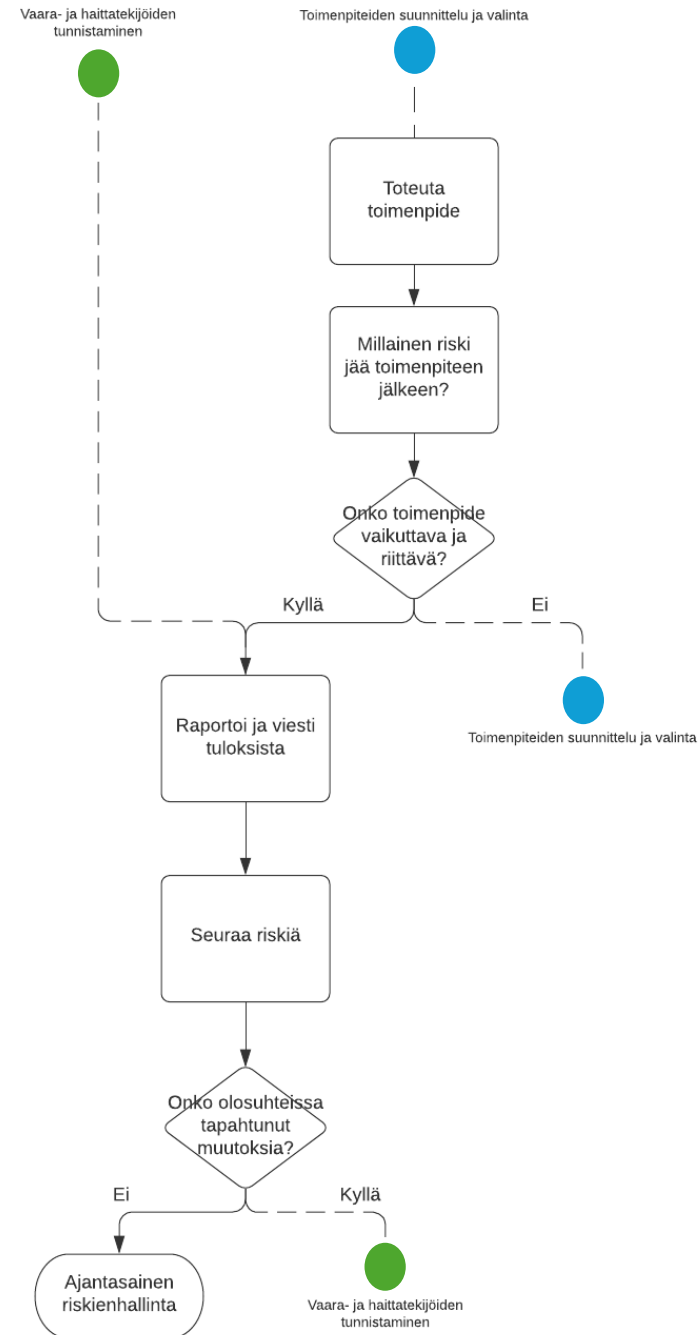 Vaara- ja haittatekijöiden
tunnistaminen
Toimenpiteiden suunnittelu ja valinta
Toteuta
toimenpide
Millainen riski
jää toimenpiteen
jälkeen?
Onko toimenpide
vaikuttava ja
riittävä?
Kyllä
Ei
Raportoi ja viesti
tuloksista
Toimenpiteiden suunnittelu ja valinta
Seuraa riskiä
Onko olosuhteissa
tapahtunut
muutoksia?
Ei
Kyllä
Ajantasainen
riskienhallinta
Vaara- ja haittatekijöiden
tunnistaminen